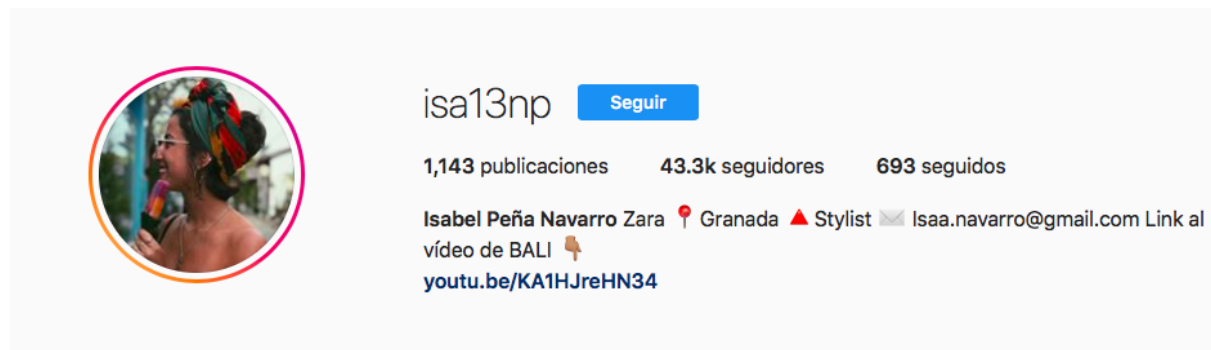 isa13np Seguir
1,143 publicaciones 43.3k seguidores 693 seguidos
Isabel Peña Navarro Zara 📍 Granada 🔺 Stylist ✉️ Isaa.navarro@gmail.com Link al
vídeo de BALI 👇🏽
youtu.be/KA1HJreHN34